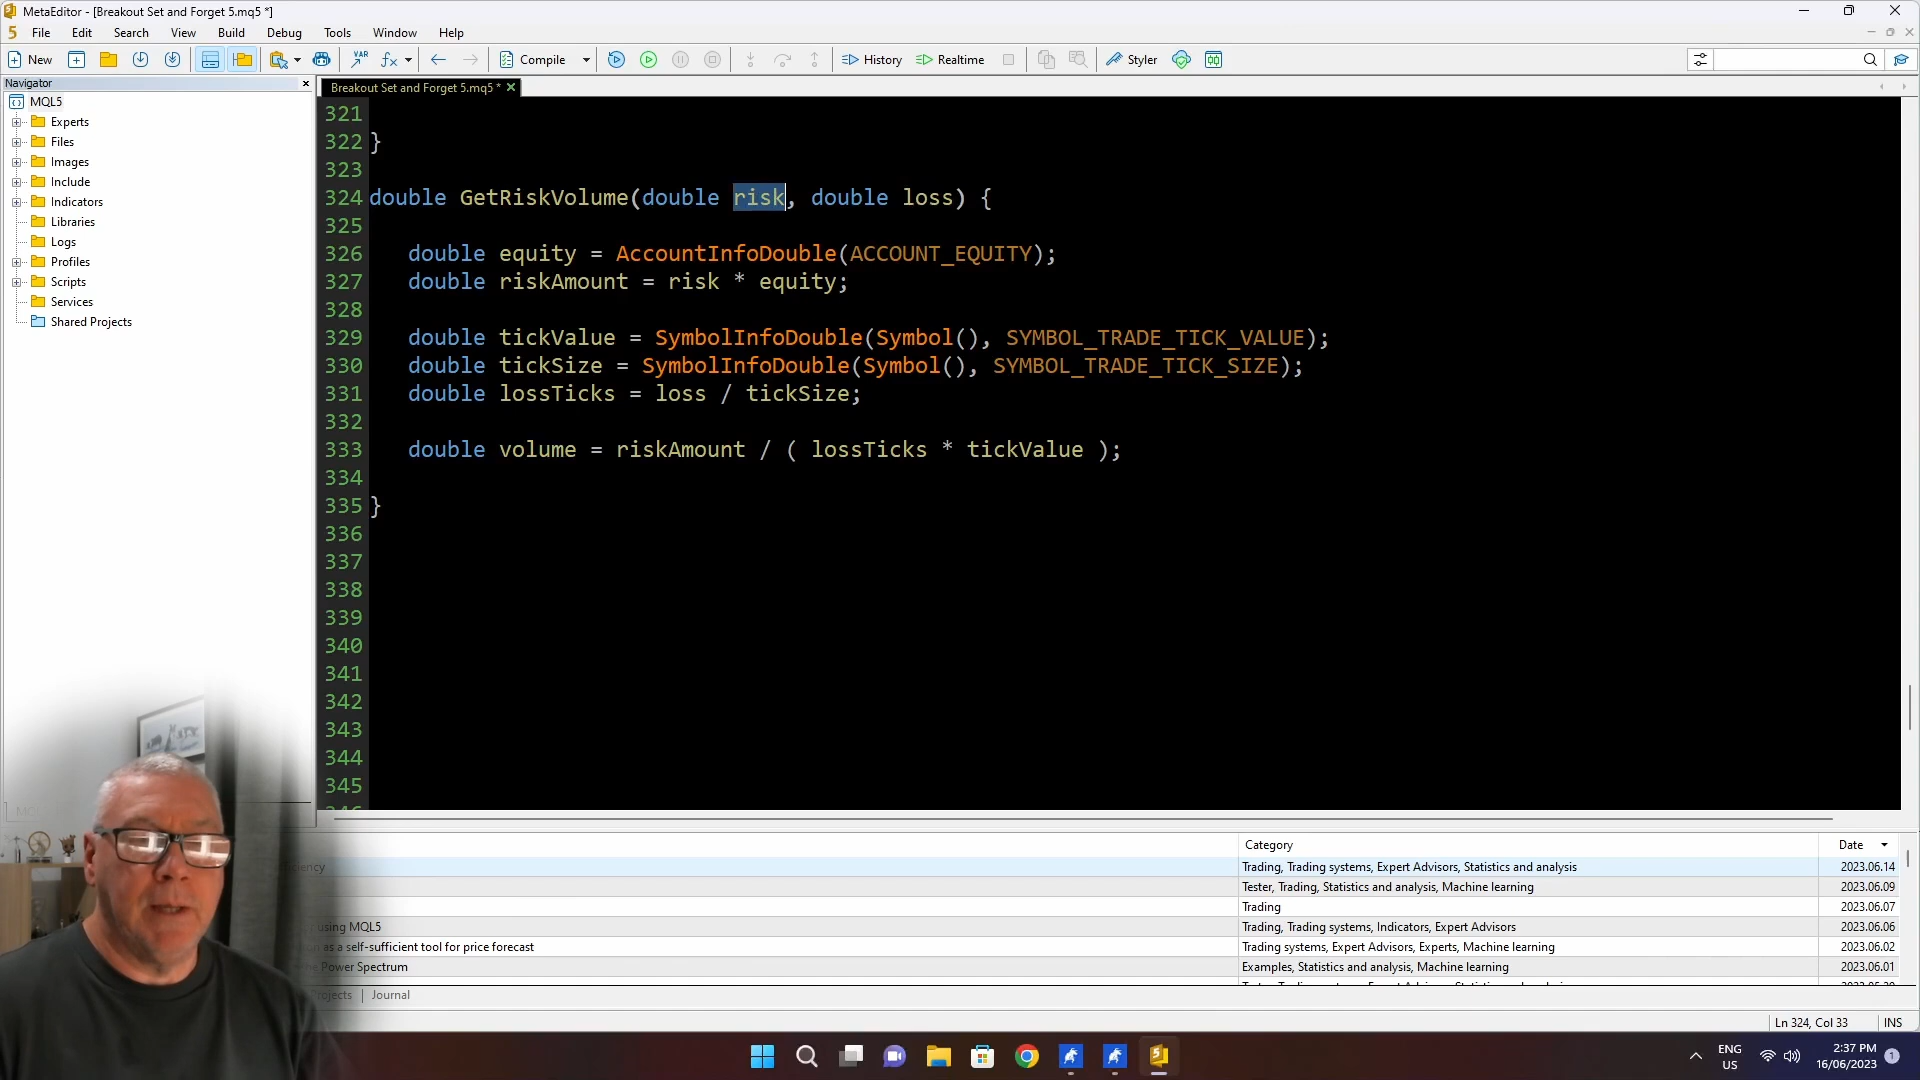 MetaEditor - [Breakout Set and Forget 5.mq5 *]
File Edit Search View Build Debug Tools Window Help
New Compile History Realtime Styler
Navigator
Breakout Set and Forget 5.mq5 *
MQL5
Experts
Files
Images
Include
Indicators
Libraries
Logs
Profiles
Scripts
Services
Shared Projects
321
322 }
323
324 double GetRiskVolume(double risk, double loss) {
325
326 double equity = AccountInfoDouble(ACCOUNT_EQUITY);
327 double riskAmount = risk * equity;
328
329 double tickValue = SymbolInfoDouble(Symbol(), SYMBOL_TRADE_TICK_VALUE);
330 double tickSize = SymbolInfoDouble(Symbol(), SYMBOL_TRADE_TICK_SIZE);
331 double lossTicks = loss / tickSize;
332
333 double volume = riskAmount / ( lossTicks * tickValue );
334
335 }
336
337
338
339
340
341
342
343
344
345
Category Date
Trading, Trading systems, Expert Advisors, Statistics and analysis 2023.06.14
Tester, Trading, Statistics and analysis, Machine learning 2023.06.09
Trading 2023.06.07
using MQL5 Trading, Trading systems, Indicators, Expert Advisors 2023.06.06
as a self-sufficient tool for price forecast Trading systems, Expert Advisors, Experts, Machine learning 2023.06.02
Power Spectrum Examples, Statistics and analysis, Machine learning 2023.06.01
Journal
Ln 324, Col 33 INS
ENG US
2:37 PM
16/06/2023